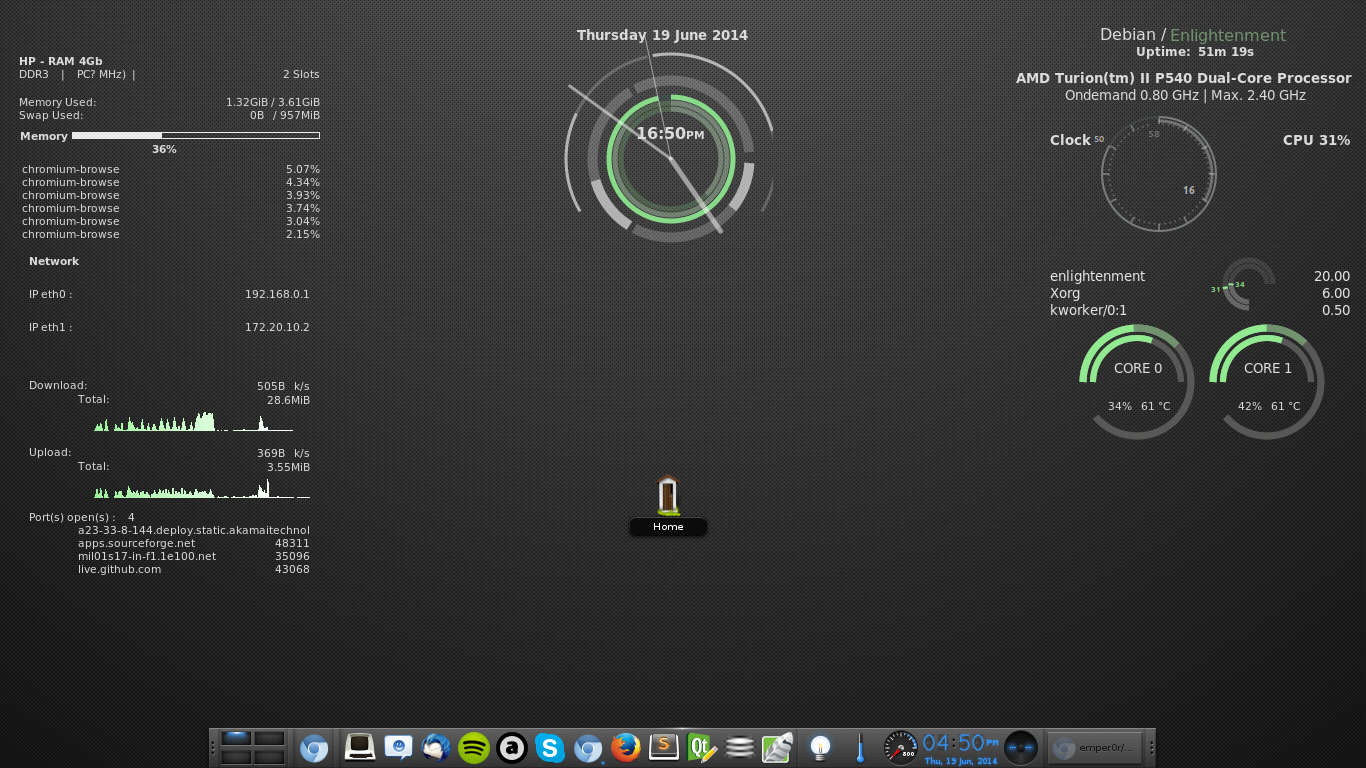 HP - RAM 4Gb
DDR3 | PC? MHz) | 2 Slots
Memory Used: 1.32GiB / 3.61GiB
Swap Used: 0B / 957MiB
Memory
36%
chromium-browse 5.07%
chromium-browse 4.34%
chromium-browse 3.93%
chromium-browse 3.74%
chromium-browse 3.04%
chromium-browse 2.15%
Network
IP eth0 : 192.168.0.1
IP eth1 : 172.20.10.2
Download: 505B k/s
Total: 28.6MiB
Upload: 369B k/s
Total: 3.55MiB
Port(s) open(s) : 4
a23-33-8-144.deploy.static.akamaitechnol
apps.sourceforge.net 48311
mil01s17-in-f1.1e100.net 35096
live.github.com 43068
Thursday 19 June 2014
16:50PM
Home
Debian / Enlightenment
Uptime: 51m 19s
AMD Turion(tm) II P540 Dual-Core Processor
Ondemand 0.80 GHz | Max. 2.40 GHz
Clock 50 58 CPU 31%
16
enlightenment 20.00
Xorg 6.00
kworker/0:1 0.50
31 34
CORE 0 CORE 1
34% 61 °C 42% 61 °C
a
S
S
Qt
800
04:50PM
Thu, 19 Jun, 2014
emper0r/...